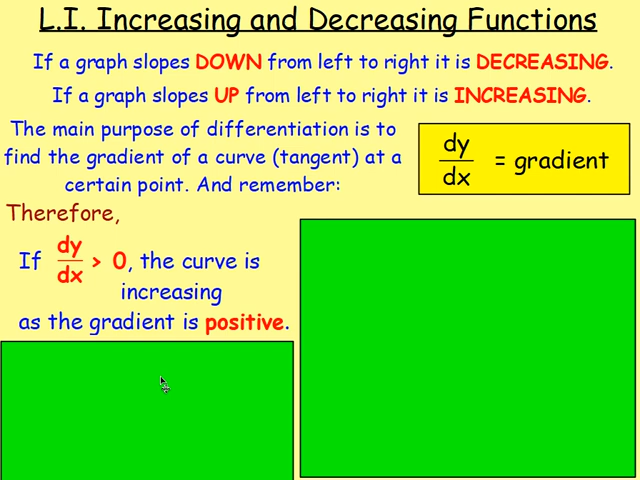 L.I. Increasing and Decreasing Functions
If a graph slopes DOWN from left to right it is DECREASING.
If a graph slopes UP from left to right it is INCREASING.
The main purpose of differentiation is to
find the gradient of a curve (tangent) at a
certain point. And remember:
dy
dx
= gradient
Therefore,
If dy
dx
> 0, the curve is
increasing
as the gradient is positive.